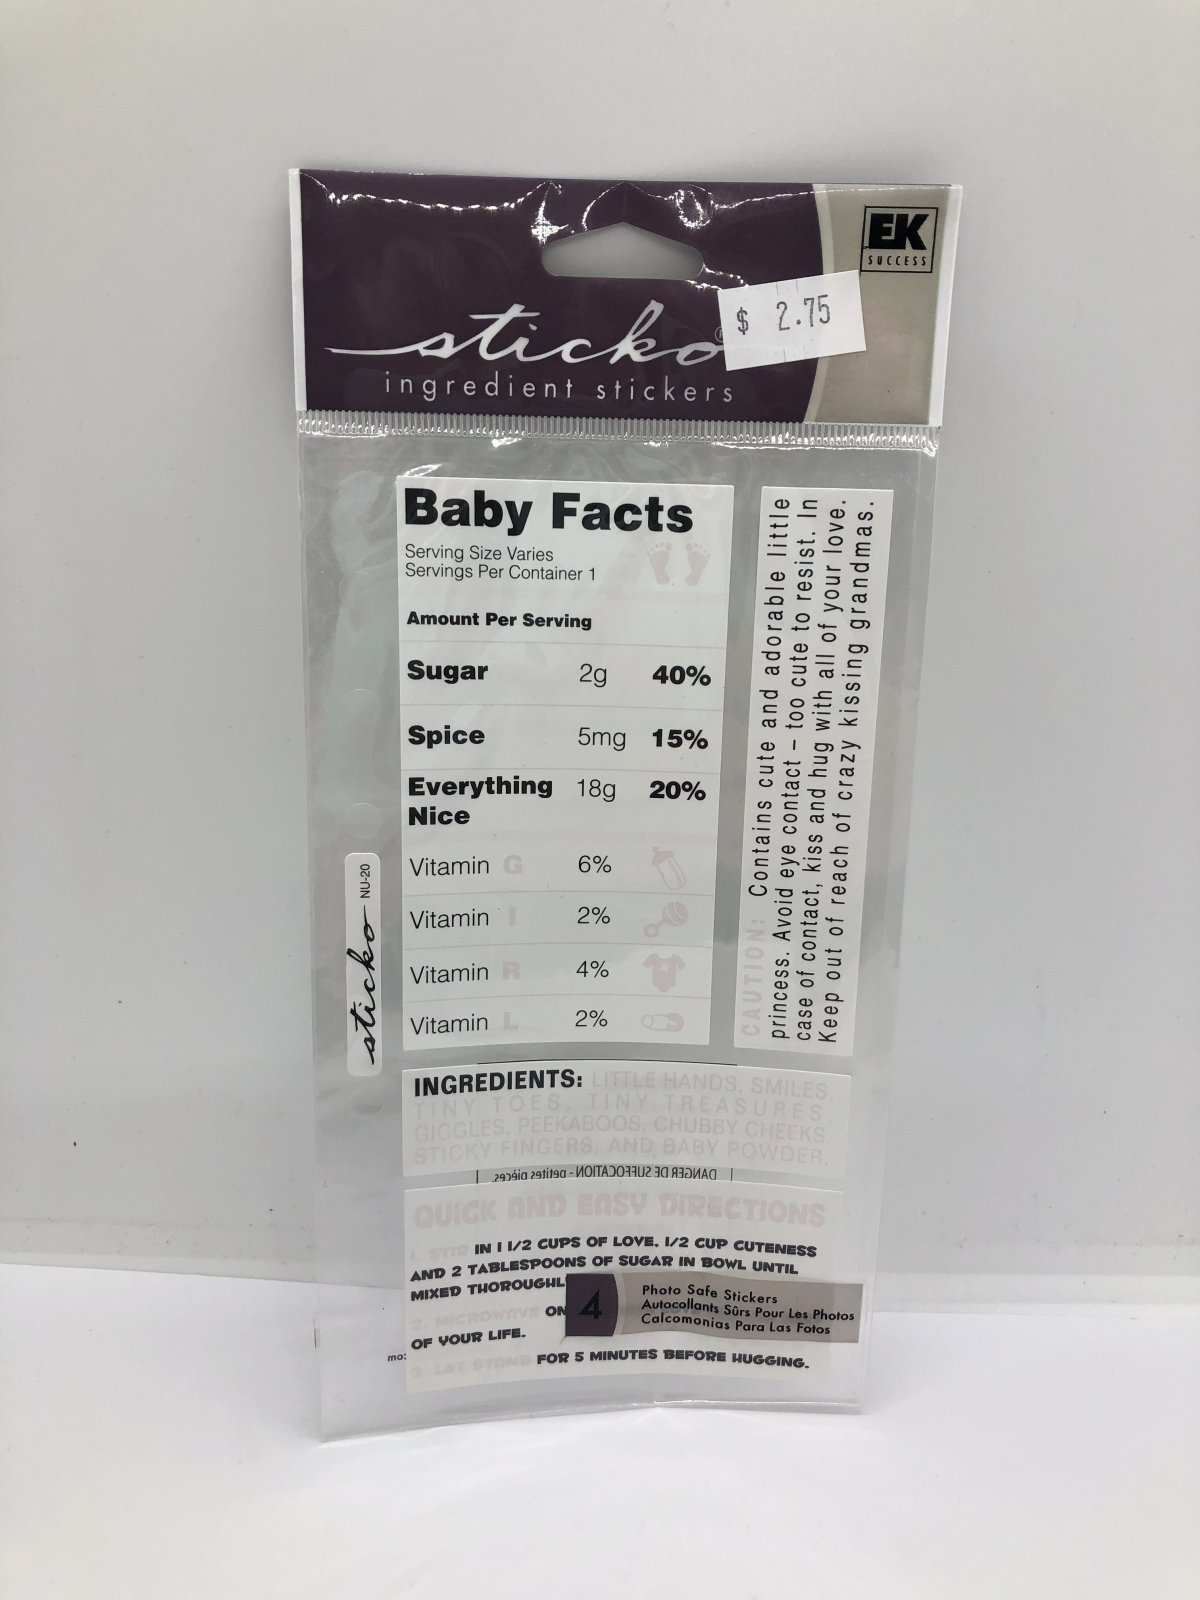 EK
SUCCESS
$ 2.75
sticko
ingredient stickers
Baby Facts
Serving Size Varies
Servings Per Container 1
Amount Per Serving
Sugar 2g 40%
Spice 5mg 15%
Everything 18g 20%
Nice
Vitamin G 6%
Vitamin I 2%
Vitamin R 4%
Vitamin L 2%
CAUTION: Contains cute and adorable little
princess. Avoid eye contact – too cute to resist. In
case of contact, kiss and hug with all of your love.
Keep out of reach of crazy kissing grandmas.
sticko NU-20
INGREDIENTS: LITTLE HANDS, SMILES,
TINY TOES, TINY TREASURES,
GIGGLES, PEEKABOOS, CHUBBY CHEEKS,
STICKY FINGERS, AND BABY POWDER.
DANGER DE SUFFOCATION - petites pièces.
QUICK AND EASY DIRECTIONS
1. STIR IN 1 1/2 CUPS OF LOVE, 1/2 CUP CUTENESS
AND 2 TABLESPOONS OF SUGAR IN BOWL UNTIL
MIXED THOROUGHL
2. MICROWAVE ON
OF YOUR LIFE.
3. LET STAND FOR 5 MINUTES BEFORE HUGGING.
4
Photo Safe Stickers
Autocollants Sûrs Pour Les Photos
Calcomonias Para Las Fotos